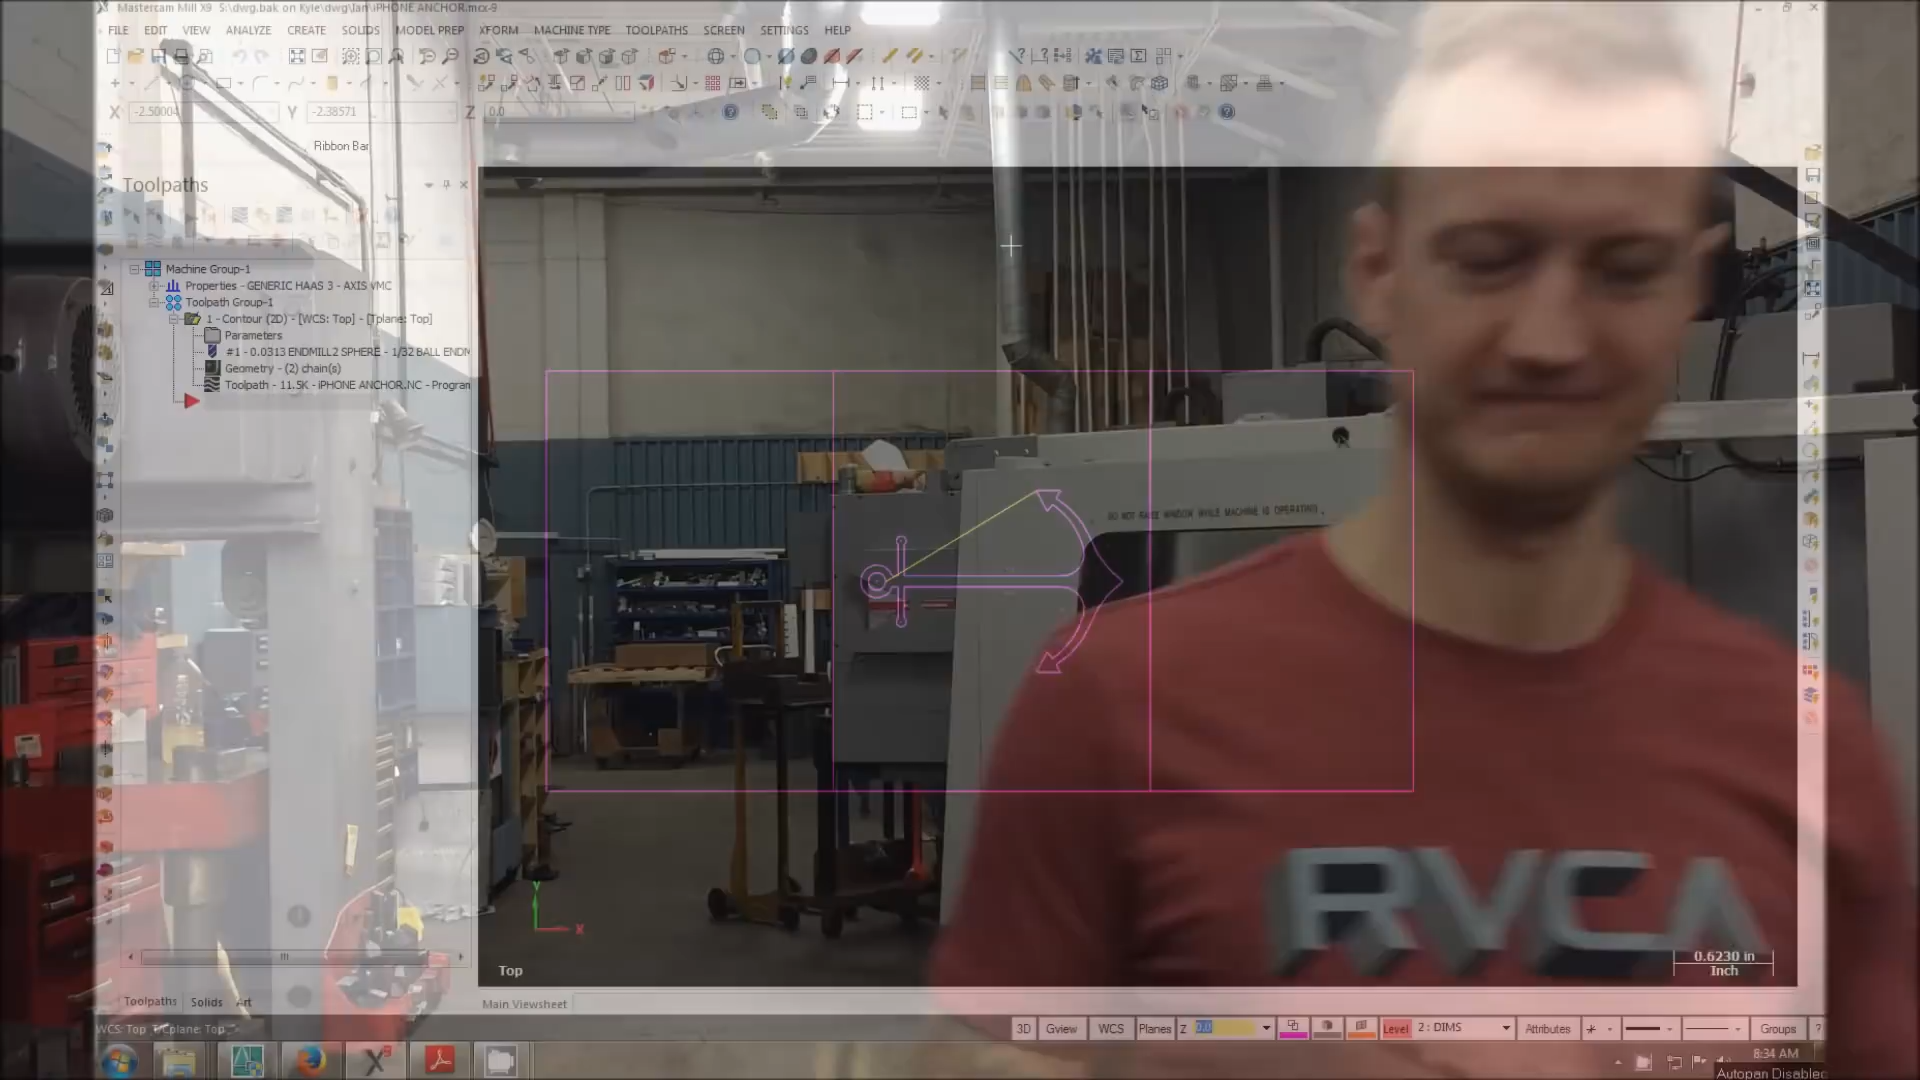 Mastercam Mill X9 S:\dwg.bak on Kyle\dwg\Ian\iPHONE ANCHOR.mcx-9
FILE EDIT VIEW ANALYZE CREATE SOLIDS MODEL PREP XFORM MACHINE TYPE TOOLPATHS SCREEN SETTINGS HELP
X -2.50004 Y -2.38571 Z 0.0
Ribbon Bar
Toolpaths
Machine Group-1
Properties - GENERIC HAAS 3 - AXIS VMC
Toolpath Group-1
1 - Contour (2D) - [WCS: Top] - [Tplane: Top]
Parameters
#1 - 0.0313 ENDMILL2 SPHERE - 1/32 BALL ENDM
Geometry - (2) chain(s)
Toolpath - 11.5K - iPHONE ANCHOR.NC - Program
DO NOT RAISE WINDOW WHILE MACHINE IS OPERATING.
RVCA
Y
X
Top
0.6230 in
Inch
Toolpaths Solids Art
Main Viewsheet
WCS: Top T/Cplane: Top
3D Gview WCS Planes Z 0.0 Level 2 : DIMS Attributes Groups ?
8:34 AM
Autopan Disabled